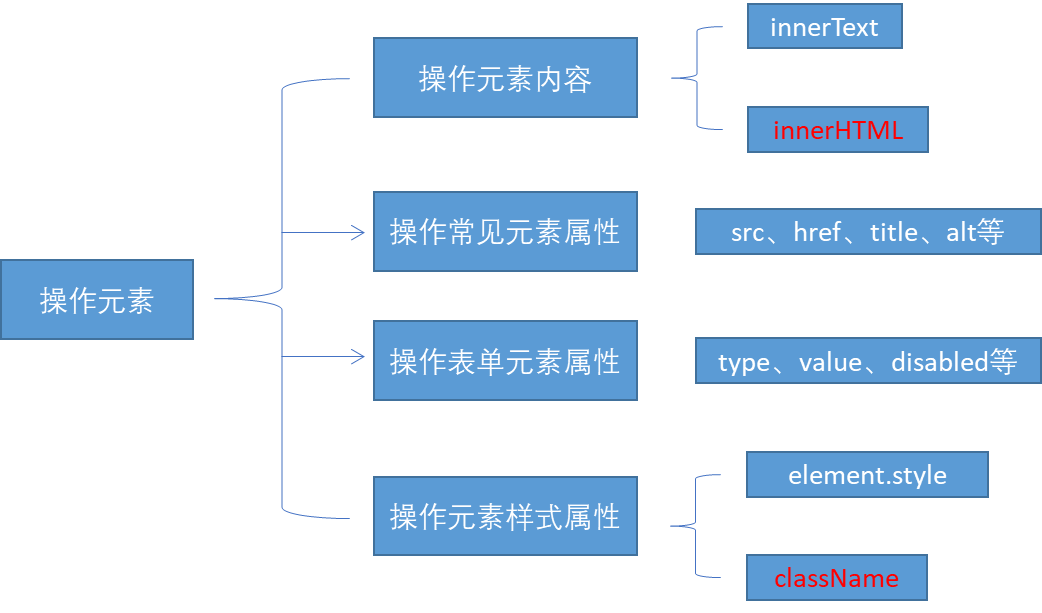 操作元素
操作元素内容
innerText
innerHTML
操作常见元素属性
src、href、title、alt等
操作表单元素属性
type、value、disabled等
操作元素样式属性
element.style
className